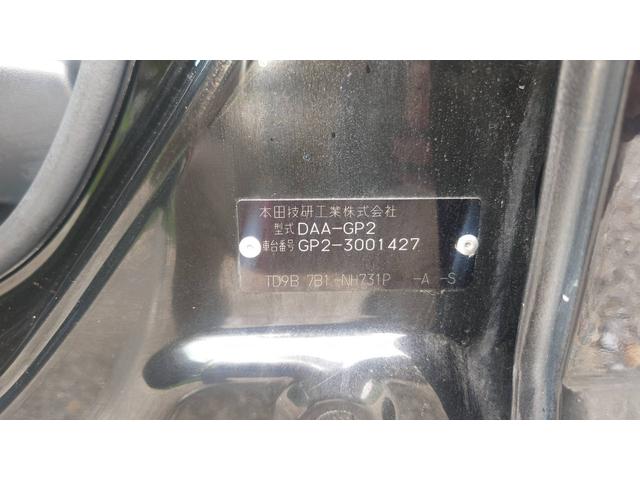 本田技研工業株式会社
型式 DAA-GP2
車台番号 GP2-3001427
TD9B 7B1-NH731P -A -S